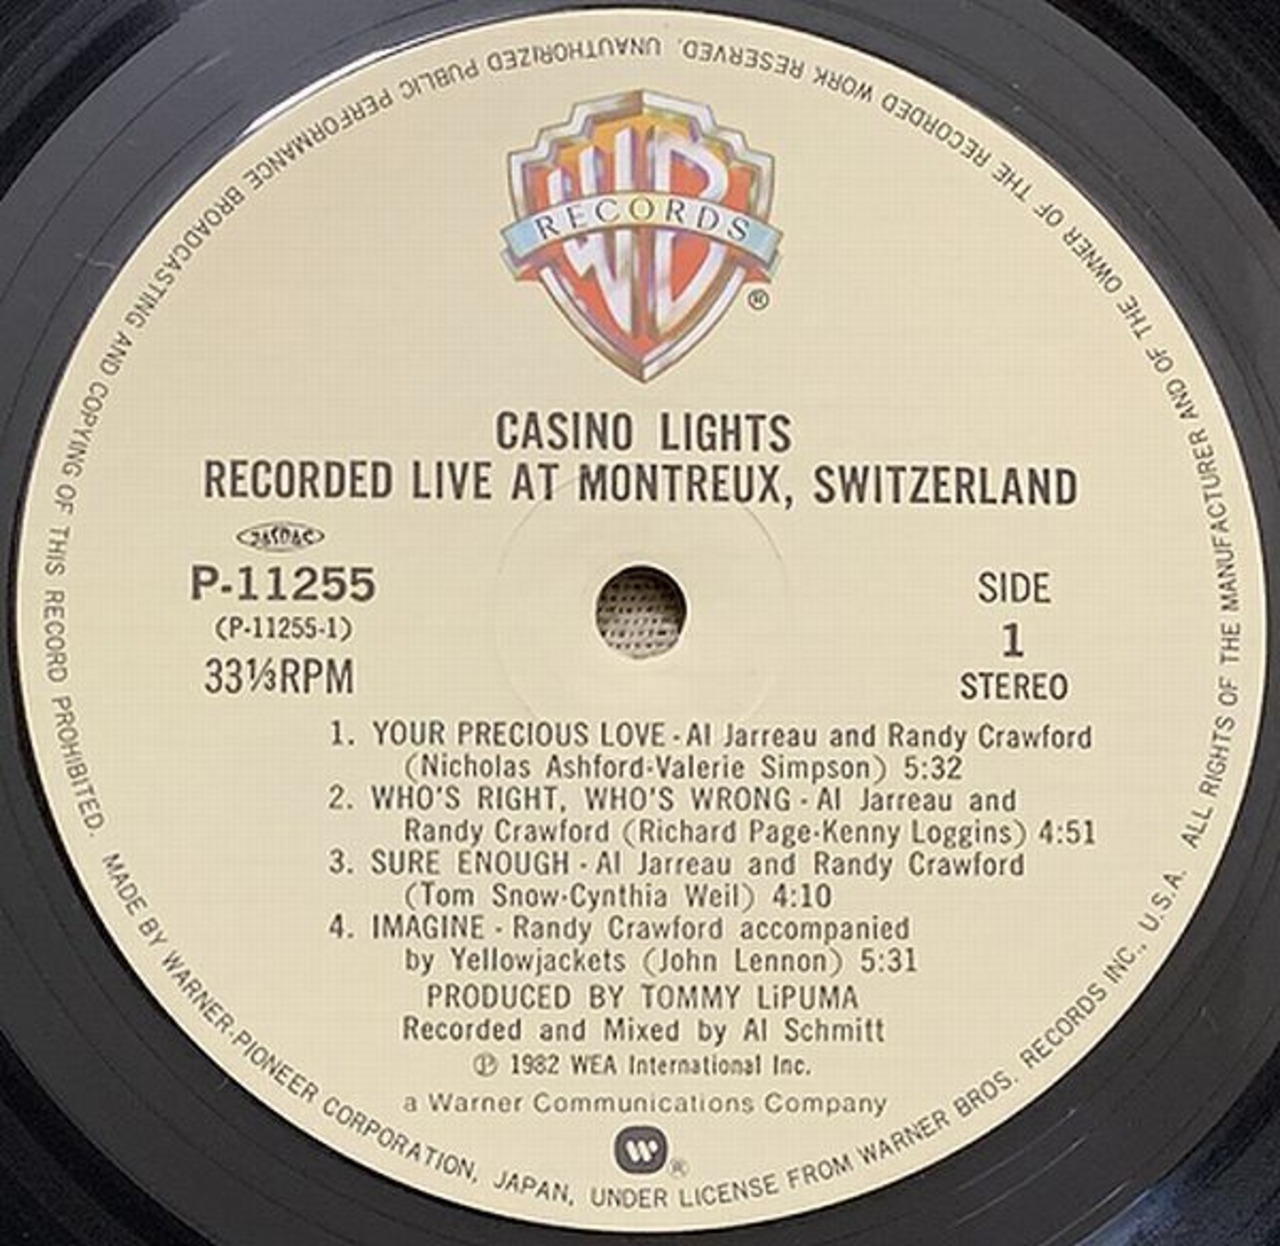 WB
RECORDS
®
CASINO LIGHTS
RECORDED LIVE AT MONTREUX, SWITZERLAND
JASRAC
P-11255
(P-11255-1)
33⅓RPM
SIDE
1
STEREO
1. YOUR PRECIOUS LOVE - Al Jarreau and Randy Crawford
(Nicholas Ashford-Valerie Simpson) 5:32
2. WHO'S RIGHT, WHO'S WRONG - Al Jarreau and
Randy Crawford (Richard Page-Kenny Loggins) 4:51
3. SURE ENOUGH - Al Jarreau and Randy Crawford
(Tom Snow-Cynthia Weil) 4:10
4. IMAGINE - Randy Crawford accompanied
by Yellowjackets (John Lennon) 5:31
PRODUCED BY TOMMY LiPUMA
Recorded and Mixed by Al Schmitt
℗ 1982 WEA International Inc.
a Warner Communications Company
®
MADE BY WARNER-PIONEER CORPORATION, JAPAN, UNDER LICENSE FROM WARNER BROS. RECORDS INC., U.S.A. ALL RIGHTS OF THE MANUFACTURER AND OF THE OWNER OF THE RECORDED WORK RESERVED. UNAUTHORIZED PUBLIC PERFORMANCE BROADCASTING AND COPYING OF THIS RECORD PROHIBITED.